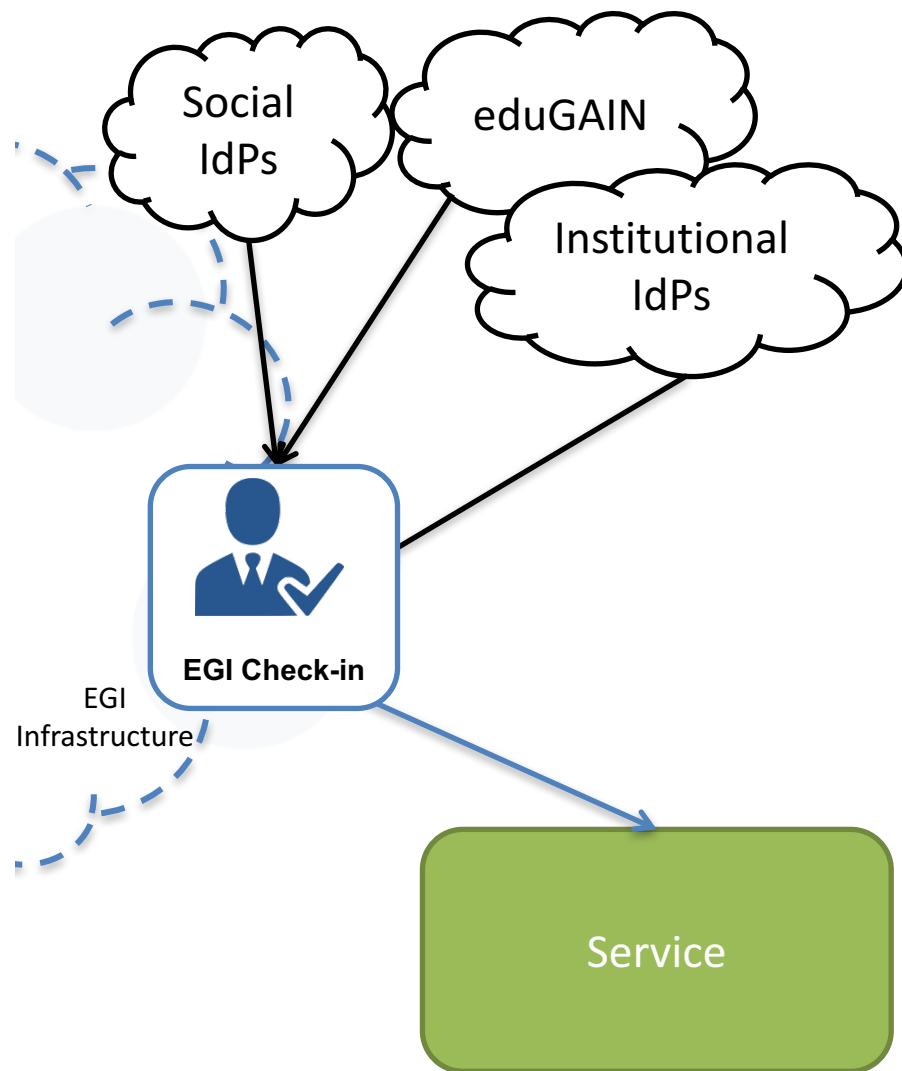 Social
IdPs
eduGAIN
Institutional
IdPs
EGI Check-in
EGI
Infrastructure
Service